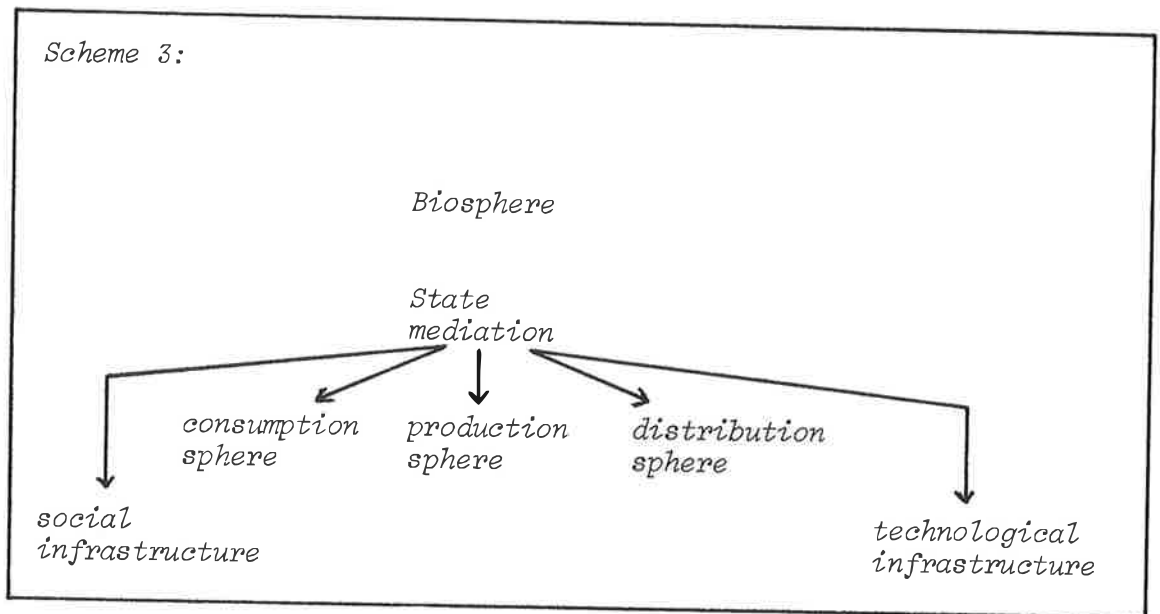 Scheme 3:
Biosphere
State
mediation
consumption
sphere
production
sphere
distribution
sphere
social
infrastructure
technological
infrastructure